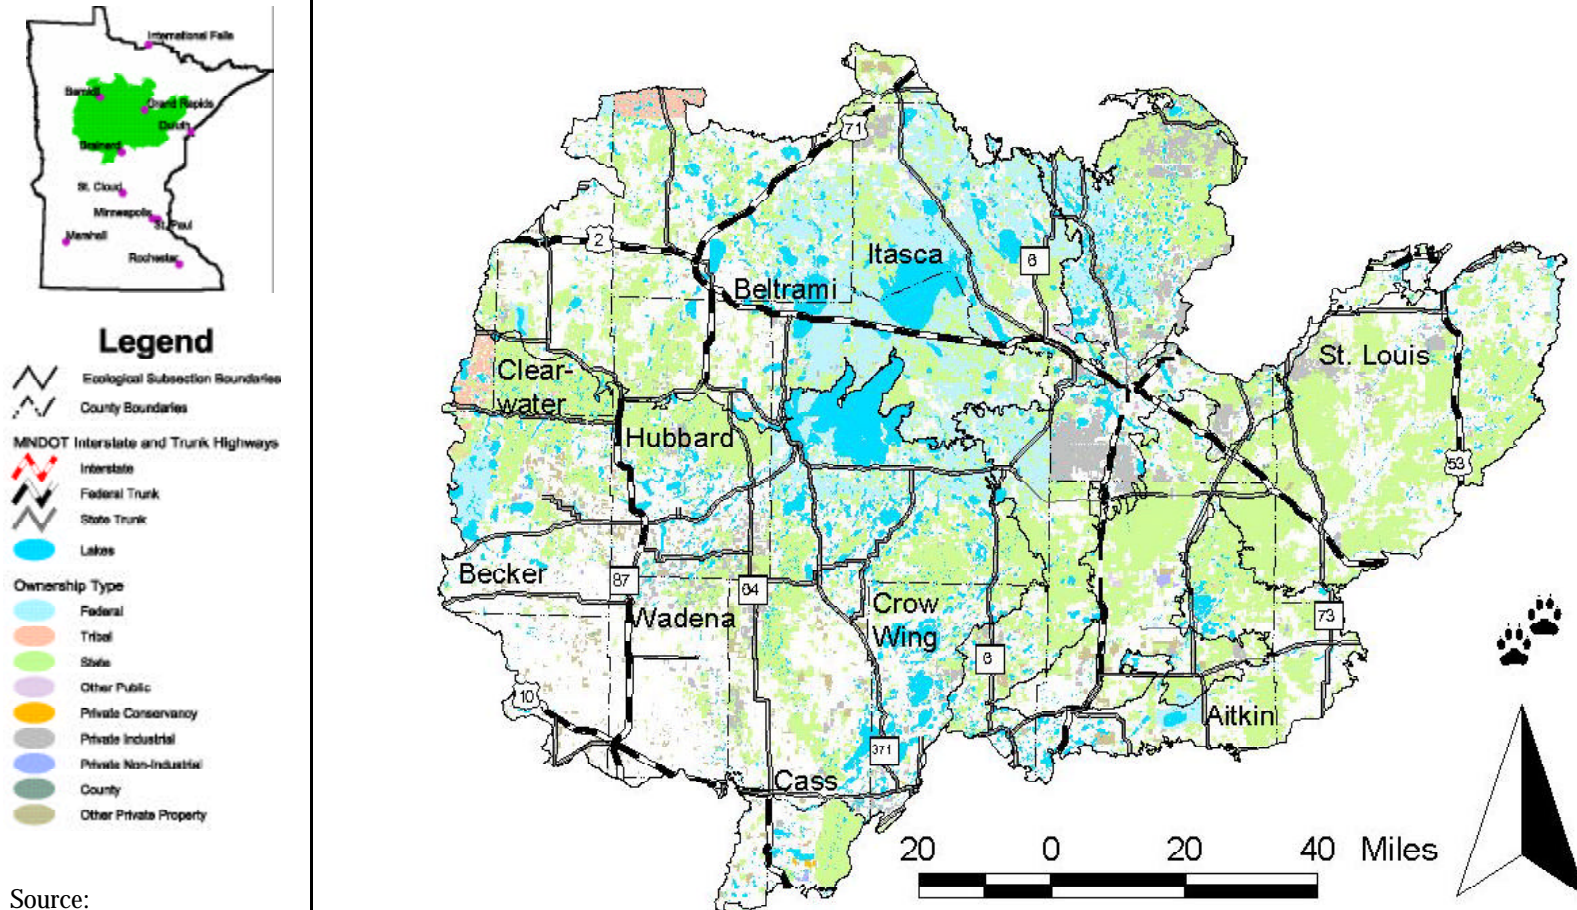 International Falls
Bemidji
Grand Rapids
Duluth
Brainerd
St. Cloud
Minneapolis
St. Paul
Marshall
Rochester
Legend
Ecological Subsection Boundaries
County Boundaries
MNDOT Interstate and Trunk Highways
Interstate
Federal Trunk
State Trunk
Lakes
Ownership Type
Federal
Tribal
State
Other Public
Private Conservancy
Private Industrial
Private Non-Industrial
County
Other Private Property
Source:
71
2
Itasca
6
Beltrami
St. Louis
Clear-
water
Hubbard
53
Becker
87
64
Crow
Wing
Wadena
73
6
10
Aitkin
371
Cass
20 0 20 40 Miles